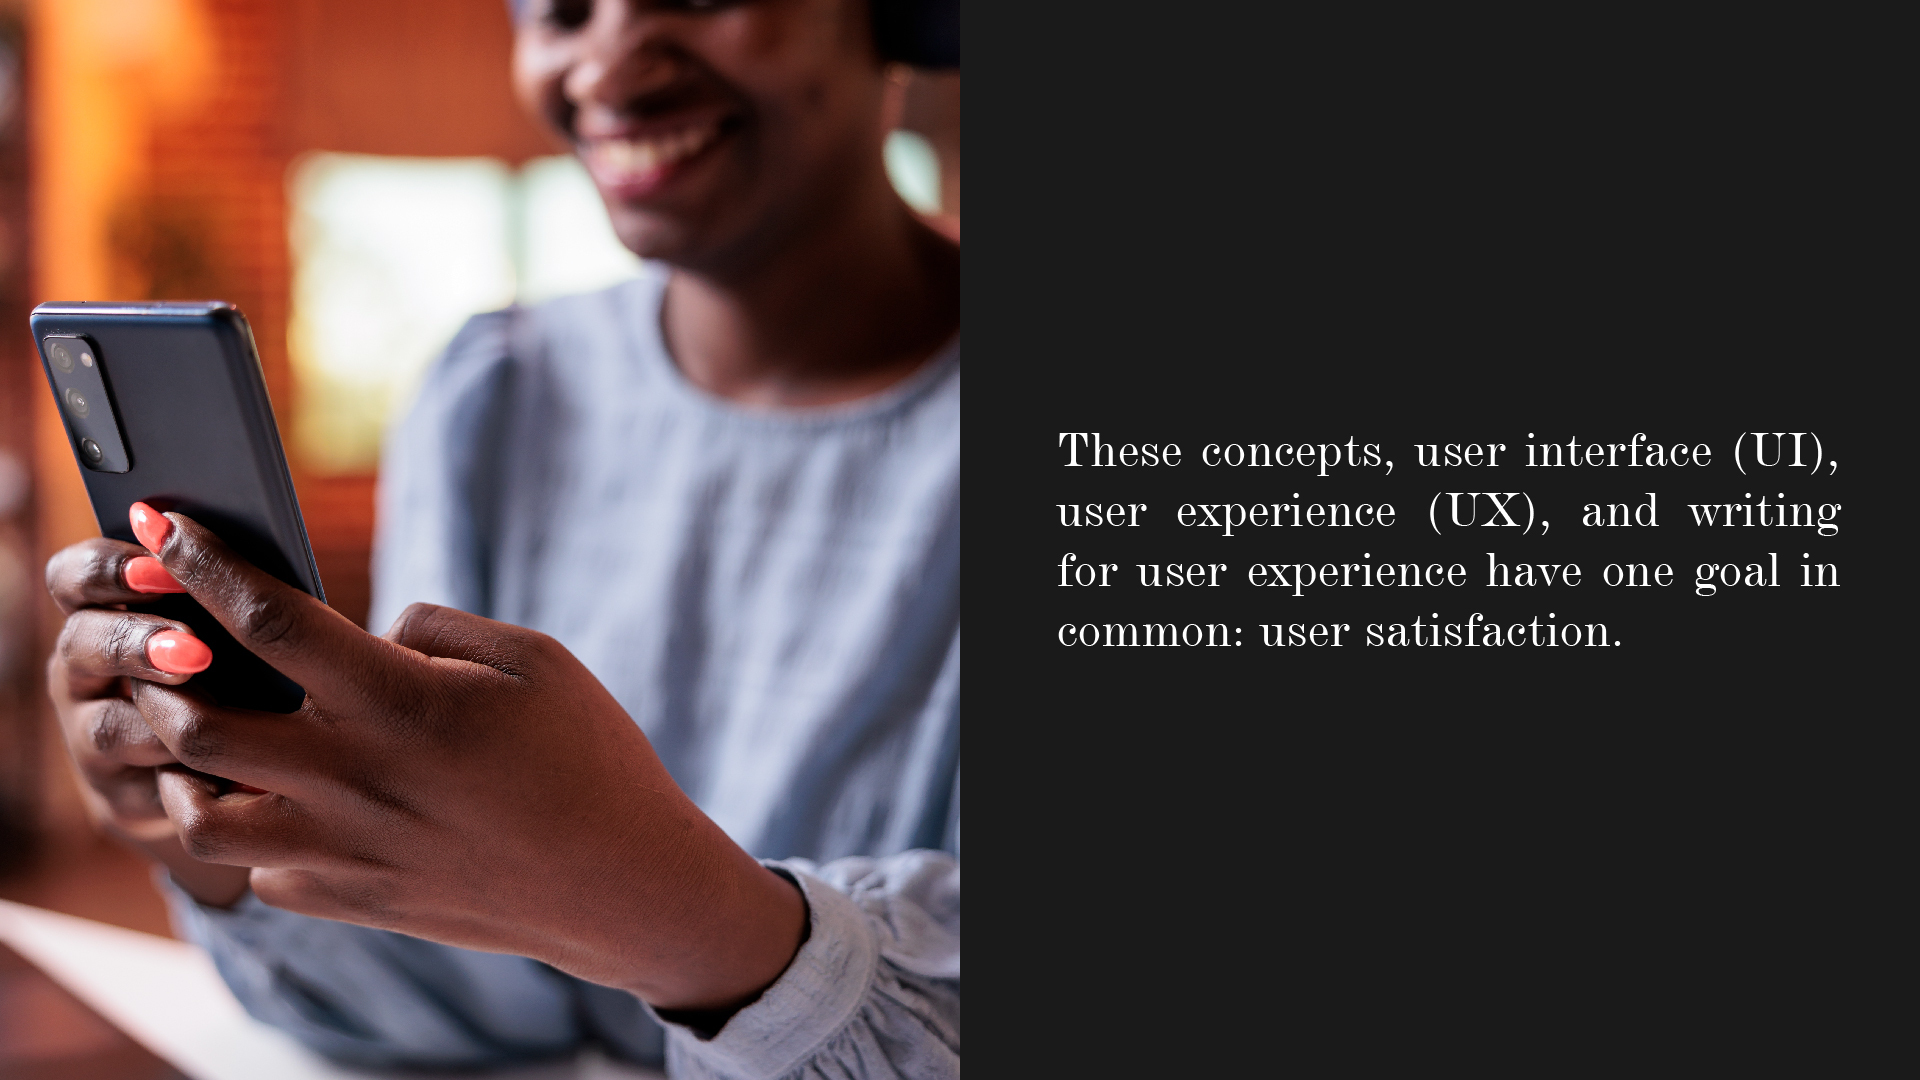 These concepts, user interface (UI),
user experience (UX), and writing
for user experience have one goal in
common: user satisfaction.